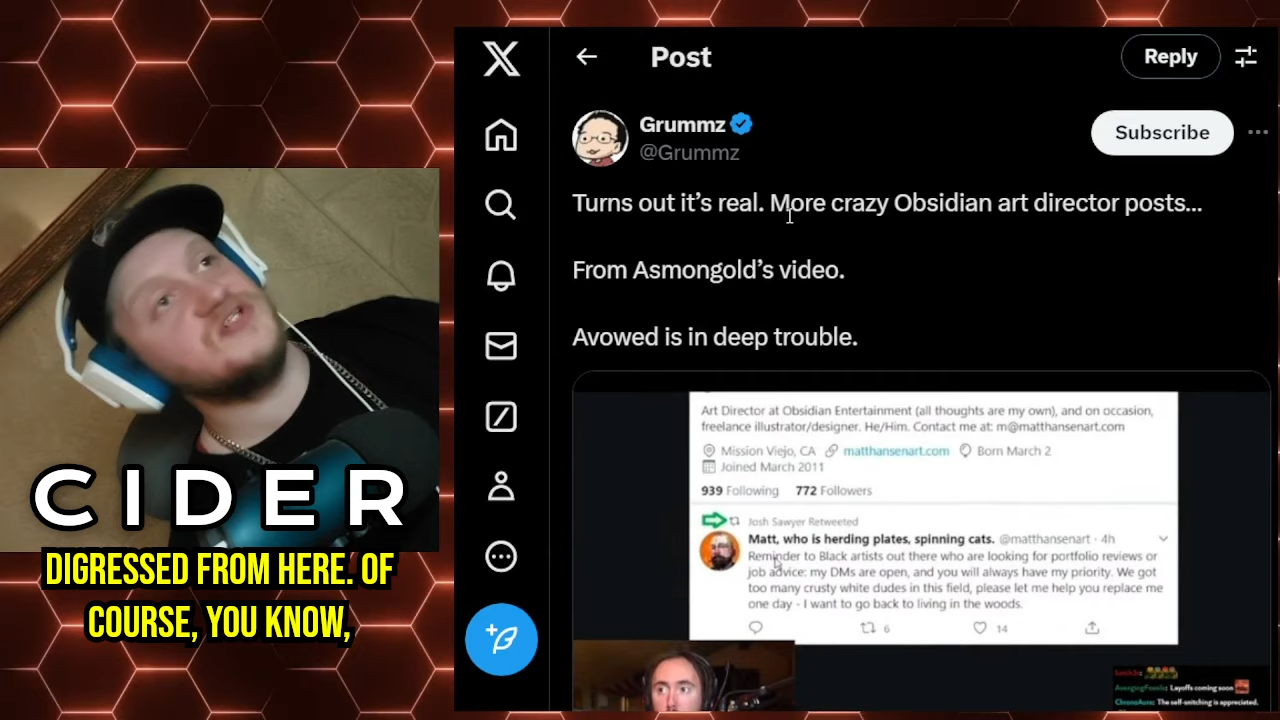 Post
Reply
Grummz
@Grummz
Subscribe
Turns out it’s real. More crazy Obsidian art director posts...
From Asmongold’s video.
Avowed is in deep trouble.
Art Director at Obsidian Entertainment (all thoughts are my own), and on occasion,
freelance illustrator/designer. He/Him. Contact me at: m@matthansenart.com
Mission Viejo, CA matthansenart.com Born March 2
Joined March 2011
939 Following 772 Followers
Josh Sawyer Retweeted
Matt, who is herding plates, spinning cats. @matthansenart · 4h
Reminder to Black artists out there who are looking for portfolio reviews or
job advice: my DMs are open, and you will always have my priority. We got
too many crusty white dudes in this field, please let me help you replace me
one day - I want to go back to living in the woods.
6 14
Layoffs coming soon
ChronoAura: The self-snitching is appreciated.
CIDER
DIGRESSED FROM HERE. OF
COURSE, YOU KNOW,